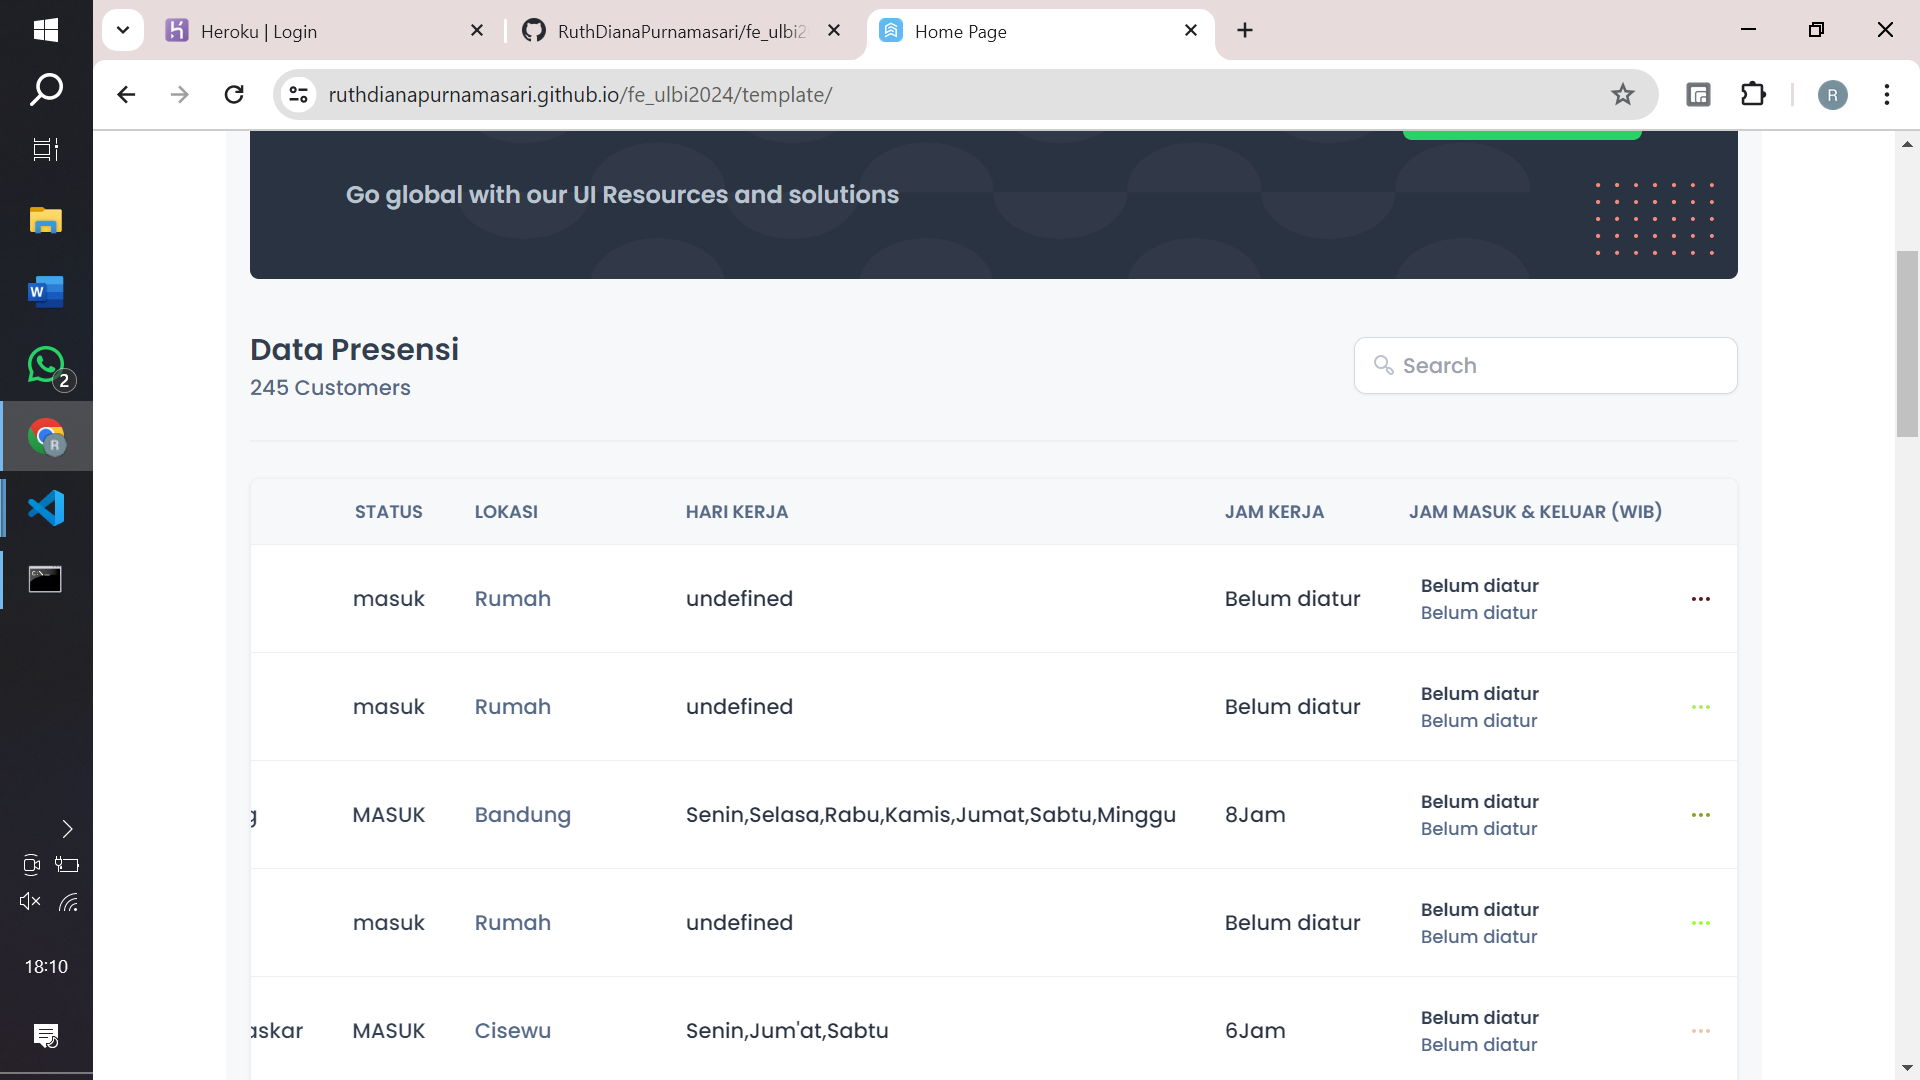 Heroku | Login
RuthDianaPurnamasari/fe_ulbi2
Home Page
ruthdianapurnamasari.github.io/fe_ulbi2024/template/
R
Go global with our UI Resources and solutions
Data Presensi
245 Customers
Search
STATUS LOKASI HARI KERJA JAM KERJA JAM MASUK & KELUAR (WIB)
masuk Rumah undefined Belum diatur Belum diatur
Belum diatur
masuk Rumah undefined Belum diatur Belum diatur
Belum diatur
g MASUK Bandung Senin,Selasa,Rabu,Kamis,Jumat,Sabtu,Minggu 8Jam Belum diatur
Belum diatur
masuk Rumah undefined Belum diatur Belum diatur
Belum diatur
askar MASUK Cisewu Senin,Jum'at,Sabtu 6Jam Belum diatur
Belum diatur
W
2
R
18:10